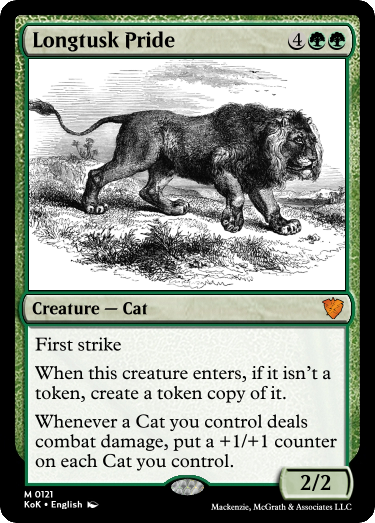 Longtusk Pride 4
Creature — Cat
First strike
When this creature enters, if it isn't a
token, create a token copy of it.
Whenever a Cat you control deals
combat damage, put a +1/+1 counter
on each Cat you control.
2/2
M 0121
KoK • English
Mackenzie, McGrath & Associates LLC